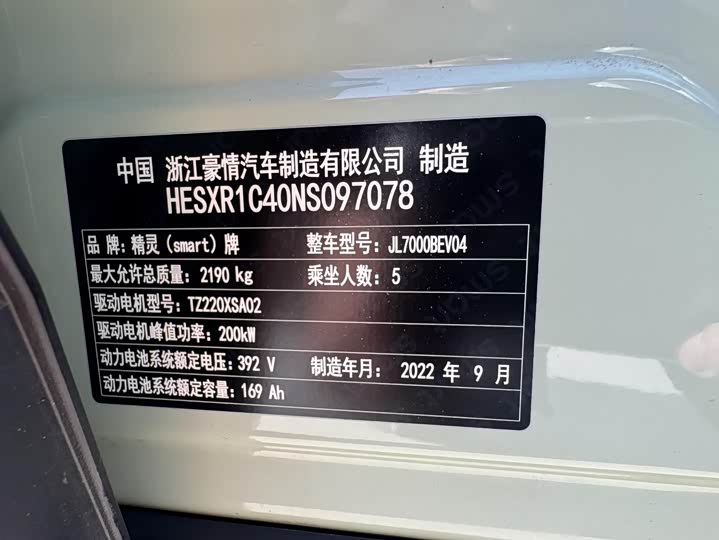 中国 浙江豪情汽车制造有限公司 制造
HESXR1C40NS097078
品 牌: 精灵 (smart) 牌 整车型号: JL7000BEV04
最大允许总质量: 2190 kg 乘坐人数: 5
驱动电机型号: TZ220XSA02
驱动电机峰值功率: 200kW
动力电池系统额定电压: 392 V 制造年月: 2022 年 9 月
动力电池系统额定容量: 169 Ah